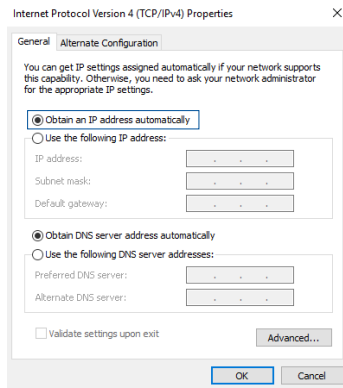 Internet Protocol Version 4 (TCP/IPv4) Properties
General Alternate Configuration
You can get IP settings assigned automatically if your network supports
this capability. Otherwise, you need to ask your network administrator
for the appropriate IP settings.
Obtain an IP address automatically
Use the following IP address:
IP address:
Subnet mask:
Default gateway:
Obtain DNS server address automatically
Use the following DNS server addresses:
Preferred DNS server:
Alternate DNS server:
Validate settings upon exit
Advanced...
OK Cancel